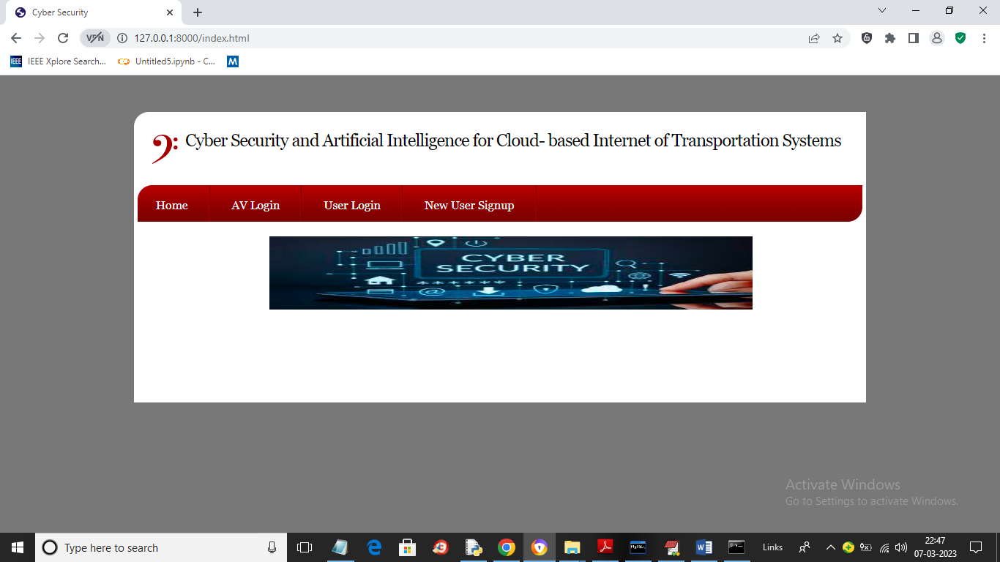 Cyber Security
VPN
127.0.0.1:8000/index.html
IEEE IEEE Xplore Search... Untitled5.ipynb - C... M
Cyber Security and Artificial Intelligence for Cloud- based Internet of Transportation Systems
Home AV Login User Login New User Signup
CYBER
SECURITY
Activate Windows
Go to Settings to activate Windows.
Type here to search
Links
22:47
07-03-2023